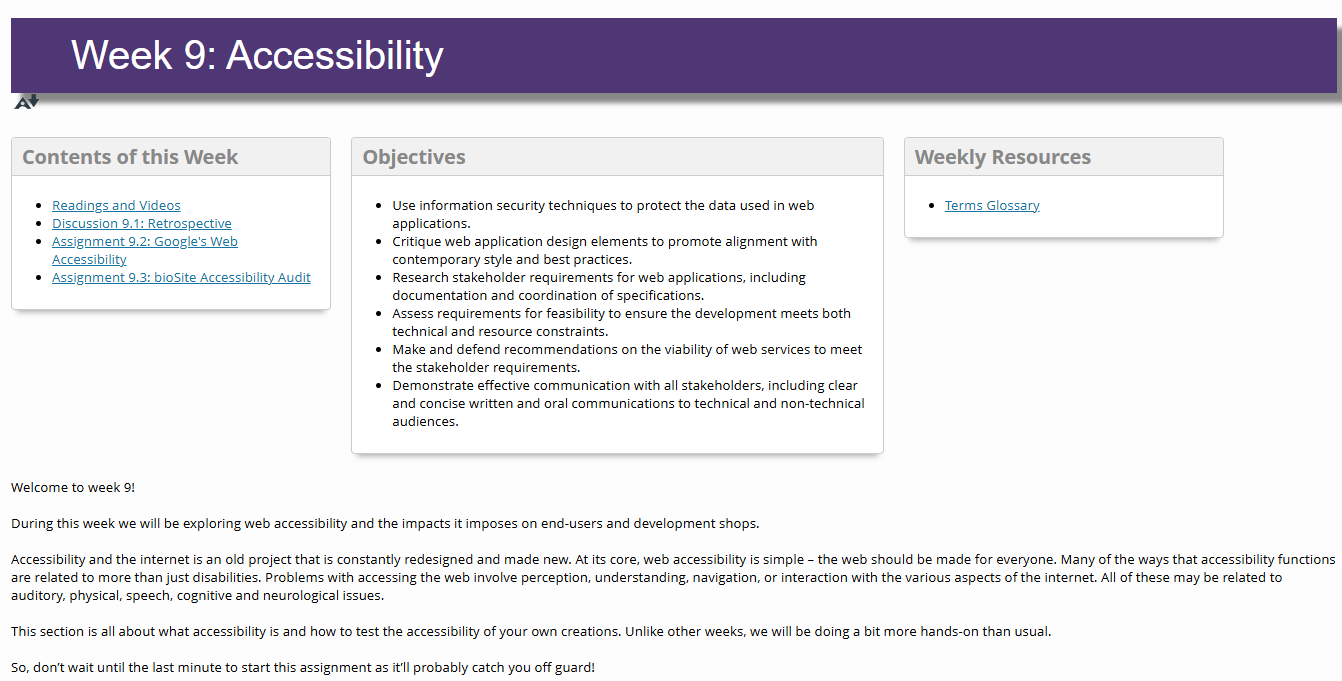 Week 9: Accessibility
Contents of this Week
Readings and Videos
Discussion 9.1: Retrospective
Assignment 9.2: Google's Web
Accessibility
Assignment 9.3: bioSite Accessibility Audit
Objectives
Use information security techniques to protect the data used in web
applications.
Critique web application design elements to promote alignment with
contemporary style and best practices.
Research stakeholder requirements for web applications, including
documentation and coordination of specifications.
Assess requirements for feasibility to ensure the development meets both
technical and resource constraints.
Make and defend recommendations on the viability of web services to meet
the stakeholder requirements.
Demonstrate effective communication with all stakeholders, including clear
and concise written and oral communications to technical and non-technical
audiences.
Weekly Resources
Terms Glossary
Welcome to week 9!
During this week we will be exploring web accessibility and the impacts it imposes on end-users and development shops.
Accessibility and the internet is an old project that is constantly redesigned and made new. At its core, web accessibility is simple – the web should be made for everyone. Many of the ways that accessibility functions
are related to more than just disabilities. Problems with accessing the web involve perception, understanding, navigation, or interaction with the various aspects of the internet. All of these may be related to
auditory, physical, speech, cognitive and neurological issues.
This section is all about what accessibility is and how to test the accessibility of your own creations. Unlike other weeks, we will be doing a bit more hands-on than usual.
So, don’t wait until the last minute to start this assignment as it’ll probably catch you off guard!